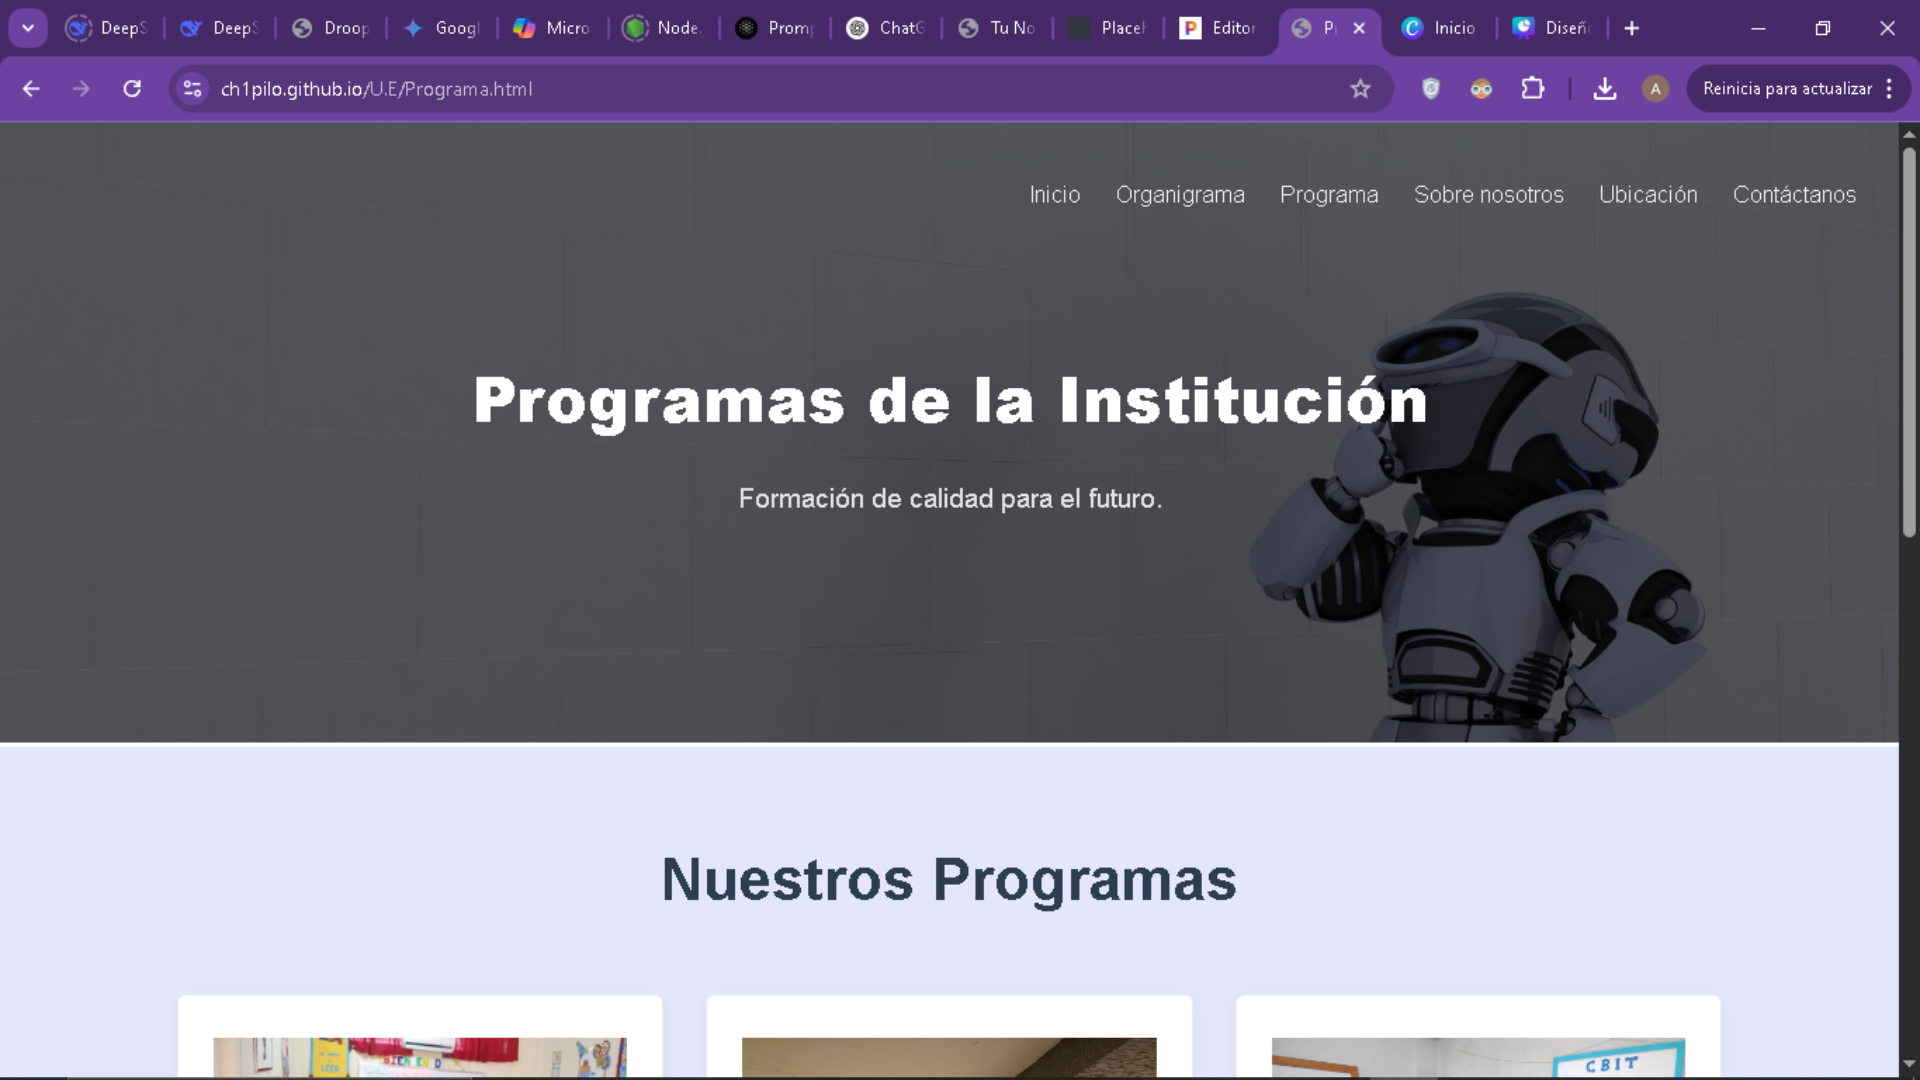 DeepS DeepS Droop Googl Micro Node. Prom ChatG Tu No Placeh Editor P Inicio Diseñ
ch1pilo.github.io/U.E/Programa.html
A
Reinicia para actualizar
Inicio Organigrama Programa Sobre nosotros Ubicación Contáctanos
Programas de la Institución
Formación de calidad para el futuro.
Nuestros Programas
LEER
CBIT